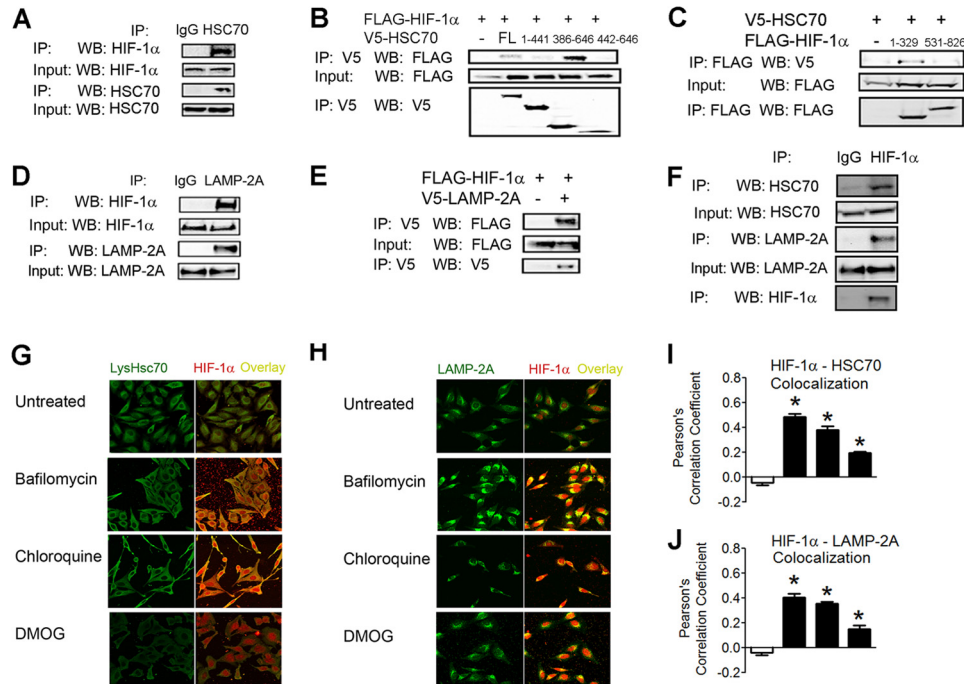 A
IP:
IgG HSC70
IP: WB: HIF-1α
Input: WB: HIF-1α
IP: WB: HSC70
Input: WB: HSC70
B
FLAG-HIF-1α + + + + +
V5-HSC70 - FL 1-441 386-646 442-646
IP: V5 WB: FLAG
Input: WB: FLAG
IP: V5 WB: V5
C
V5-HSC70 + + +
FLAG-HIF-1α - 1-329 531-826
IP: FLAG WB: V5
Input: WB: FLAG
IP: FLAG WB: FLAG
D
IP:
IgG LAMP-2A
IP: WB: HIF-1α
Input: WB: HIF-1α
IP: WB: LAMP-2A
Input: WB: LAMP-2A
E
FLAG-HIF-1α + +
V5-LAMP-2A - +
IP: V5 WB: FLAG
Input: WB: FLAG
IP: V5 WB: V5
F
IP:
IgG HIF-1α
IP: WB: HSC70
Input: WB: HSC70
IP: WB: LAMP-2A
Input: WB: LAMP-2A
IP: WB: HIF-1α
G
LysHsc70 HIF-1α Overlay
Untreated
Bafilomycin
Chloroquine
DMOG
H
LAMP-2A HIF-1α Overlay
Untreated
Bafilomycin
Chloroquine
DMOG
I
HIF-1α - HSC70
Colocalization
Pearson's
Correlation Coefficient
0.8
0.6
0.4
0.2
0.0
-0.2
* * *
J
HIF-1α - LAMP-2A
Colocalization
Pearson's
Correlation Coefficient
0.8
0.6
0.4
0.2
0.0
-0.2
* * *